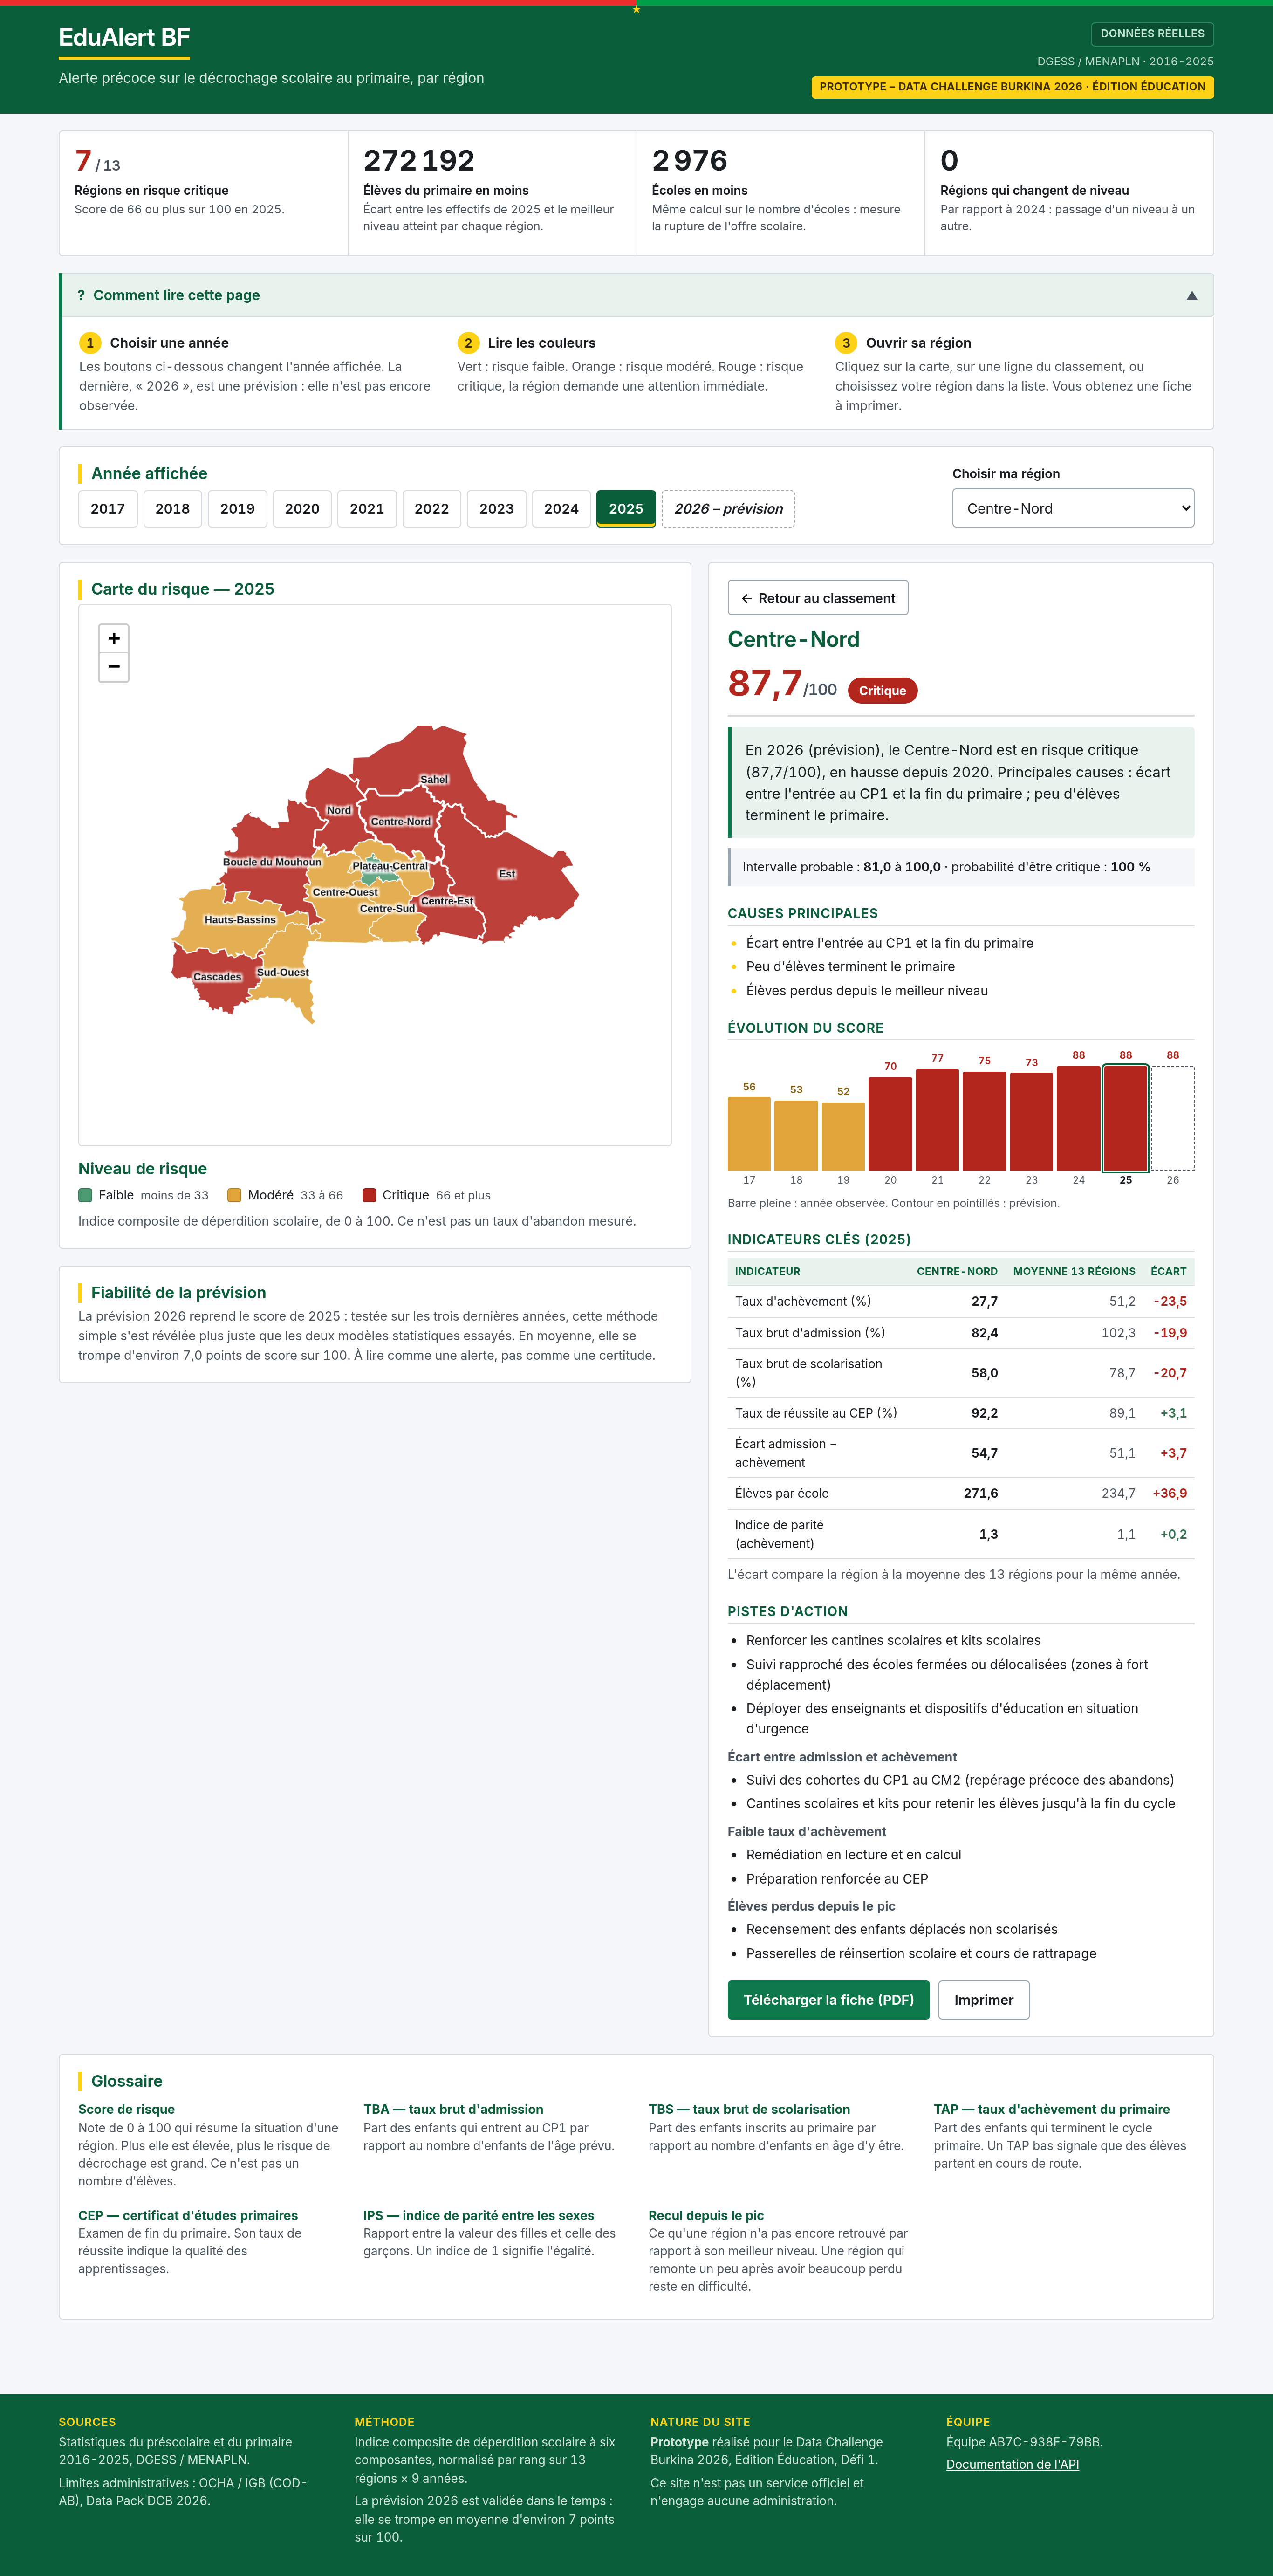 EduAlert BF
Alerte précoce sur le décrochage scolaire au primaire, par région
DONNÉES RÉELLES
DGESS / MENAPLN · 2016-2025
PROTOTYPE – DATA CHALLENGE BURKINA 2026 · ÉDITION ÉDUCATION
7 / 13
Régions en risque critique
Score de 66 ou plus sur 100 en 2025.
272 192
Élèves du primaire en moins
Écart entre les effectifs de 2025 et le meilleur
niveau atteint par chaque région.
2 976
Écoles en moins
Même calcul sur le nombre d'écoles : mesure
la rupture de l'offre scolaire.
0
Régions qui changent de niveau
Par rapport à 2024 : passage d'un niveau à un
autre.
? Comment lire cette page ▲
1 Choisir une année
Les boutons ci-dessous changent l'année affichée. La
dernière, « 2026 », est une prévision : elle n'est pas encore
observée.
2 Lire les couleurs
Vert : risque faible. Orange : risque modéré. Rouge : risque
critique, la région demande une attention immédiate.
3 Ouvrir sa région
Cliquez sur la carte, sur une ligne du classement, ou
choisissez votre région dans la liste. Vous obtenez une fiche
à imprimer.
Année affichée
2017 2018 2019 2020 2021 2022 2023 2024 2025 2026 – prévision
Choisir ma région
Centre-Nord
Carte du risque — 2025
+
−
Sahel
Nord
Centre-Nord
Boucle du Mouhoun
Plateau-Central
Est
Centre-Ouest
Centre-Est
Centre-Sud
Hauts-Bassins
Sud-Ouest
Cascades
Niveau de risque
Faible moins de 33 Modéré 33 à 66 Critique 66 et plus
Indice composite de déperdition scolaire, de 0 à 100. Ce n'est pas un taux d'abandon mesuré.
Fiabilité de la prévision
La prévision 2026 reprend le score de 2025 : testée sur les trois dernières années, cette méthode
simple s'est révélée plus juste que les deux modèles statistiques essayés. En moyenne, elle se
trompe d'environ 7,0 points de score sur 100. À lire comme une alerte, pas comme une certitude.
← Retour au classement
Centre-Nord
87,7/100 Critique
En 2026 (prévision), le Centre-Nord est en risque critique
(87,7/100), en hausse depuis 2020. Principales causes : écart
entre l'entrée au CP1 et la fin du primaire ; peu d'élèves
terminent le primaire.
Intervalle probable : 81,0 à 100,0 · probabilité d'être critique : 100 %
CAUSES PRINCIPALES
• Écart entre l'entrée au CP1 et la fin du primaire
• Peu d'élèves terminent le primaire
• Élèves perdus depuis le meilleur niveau
ÉVOLUTION DU SCORE
56 53 52 70 77 75 73 88 88 88
17 18 19 20 21 22 23 24 25 26
Barre pleine : année observée. Contour en pointillés : prévision.
INDICATEURS CLÉS (2025)
INDICATEUR CENTRE-NORD MOYENNE 13 RÉGIONS ÉCART
Taux d'achèvement (%) 27,7 51,2 -23,5
Taux brut d'admission (%) 82,4 102,3 -19,9
Taux brut de scolarisation
(%) 58,0 78,7 -20,7
Taux de réussite au CEP (%) 92,2 89,1 +3,1
Écart admission –
achèvement 54,7 51,1 +3,7
Élèves par école 271,6 234,7 +36,9
Indice de parité
(achèvement) 1,3 1,1 +0,2
L'écart compare la région à la moyenne des 13 régions pour la même année.
PISTES D'ACTION
• Renforcer les cantines scolaires et kits scolaires
• Suivi rapproché des écoles fermées ou délocalisées (zones à fort
déplacement)
• Déployer des enseignants et dispositifs d'éducation en situation
d'urgence
Écart entre admission et achèvement
• Suivi des cohortes du CP1 au CM2 (repérage précoce des abandons)
• Cantines scolaires et kits pour retenir les élèves jusqu'à la fin du cycle
Faible taux d'achèvement
• Remédiation en lecture et en calcul
• Préparation renforcée au CEP
Élèves perdus depuis le pic
• Recensement des enfants déplacés non scolarisés
• Passerelles de réinsertion scolaire et cours de rattrapage
Télécharger la fiche (PDF) Imprimer
Glossaire
Score de risque
Note de 0 à 100 qui résume la situation d'une
région. Plus elle est élevée, plus le risque de
décrochage est grand. Ce n'est pas un
nombre d'élèves.
TBA — taux brut d'admission
Part des enfants qui entrent au CP1 par
rapport au nombre d'enfants de l'âge prévu.
TBS — taux brut de scolarisation
Part des enfants inscrits au primaire par
rapport au nombre d'enfants en âge d'y être.
TAP — taux d'achèvement du primaire
Part des enfants qui terminent le cycle
primaire. Un TAP bas signale que des élèves
partent en cours de route.
CEP — certificat d'études primaires
Examen de fin du primaire. Son taux de
réussite indique la qualité des
apprentissages.
IPS — indice de parité entre les sexes
Rapport entre la valeur des filles et celle des
garçons. Un indice de 1 signifie l'égalité.
Recul depuis le pic
Ce qu'une région n'a pas encore retrouvé par
rapport à son meilleur niveau. Une région qui
remonte un peu après avoir beaucoup perdu
reste en difficulté.
SOURCES
Statistiques du préscolaire et du primaire
2016-2025, DGESS / MENAPLN.
Limites administratives : OCHA / IGB (COD-
AB), Data Pack DCB 2026.
MÉTHODE
Indice composite de déperdition scolaire à six
composantes, normalisé par rang sur 13
régions × 9 années.
La prévision 2026 est validée dans le temps :
elle se trompe en moyenne d'environ 7 points
sur 100.
NATURE DU SITE
Prototype réalisé pour le Data Challenge
Burkina 2026, Édition Éducation, Défi 1.
Ce site n'est pas un service officiel et
n'engage aucune administration.
ÉQUIPE
Équipe AB7C-938F-79BB.
Documentation de l'API